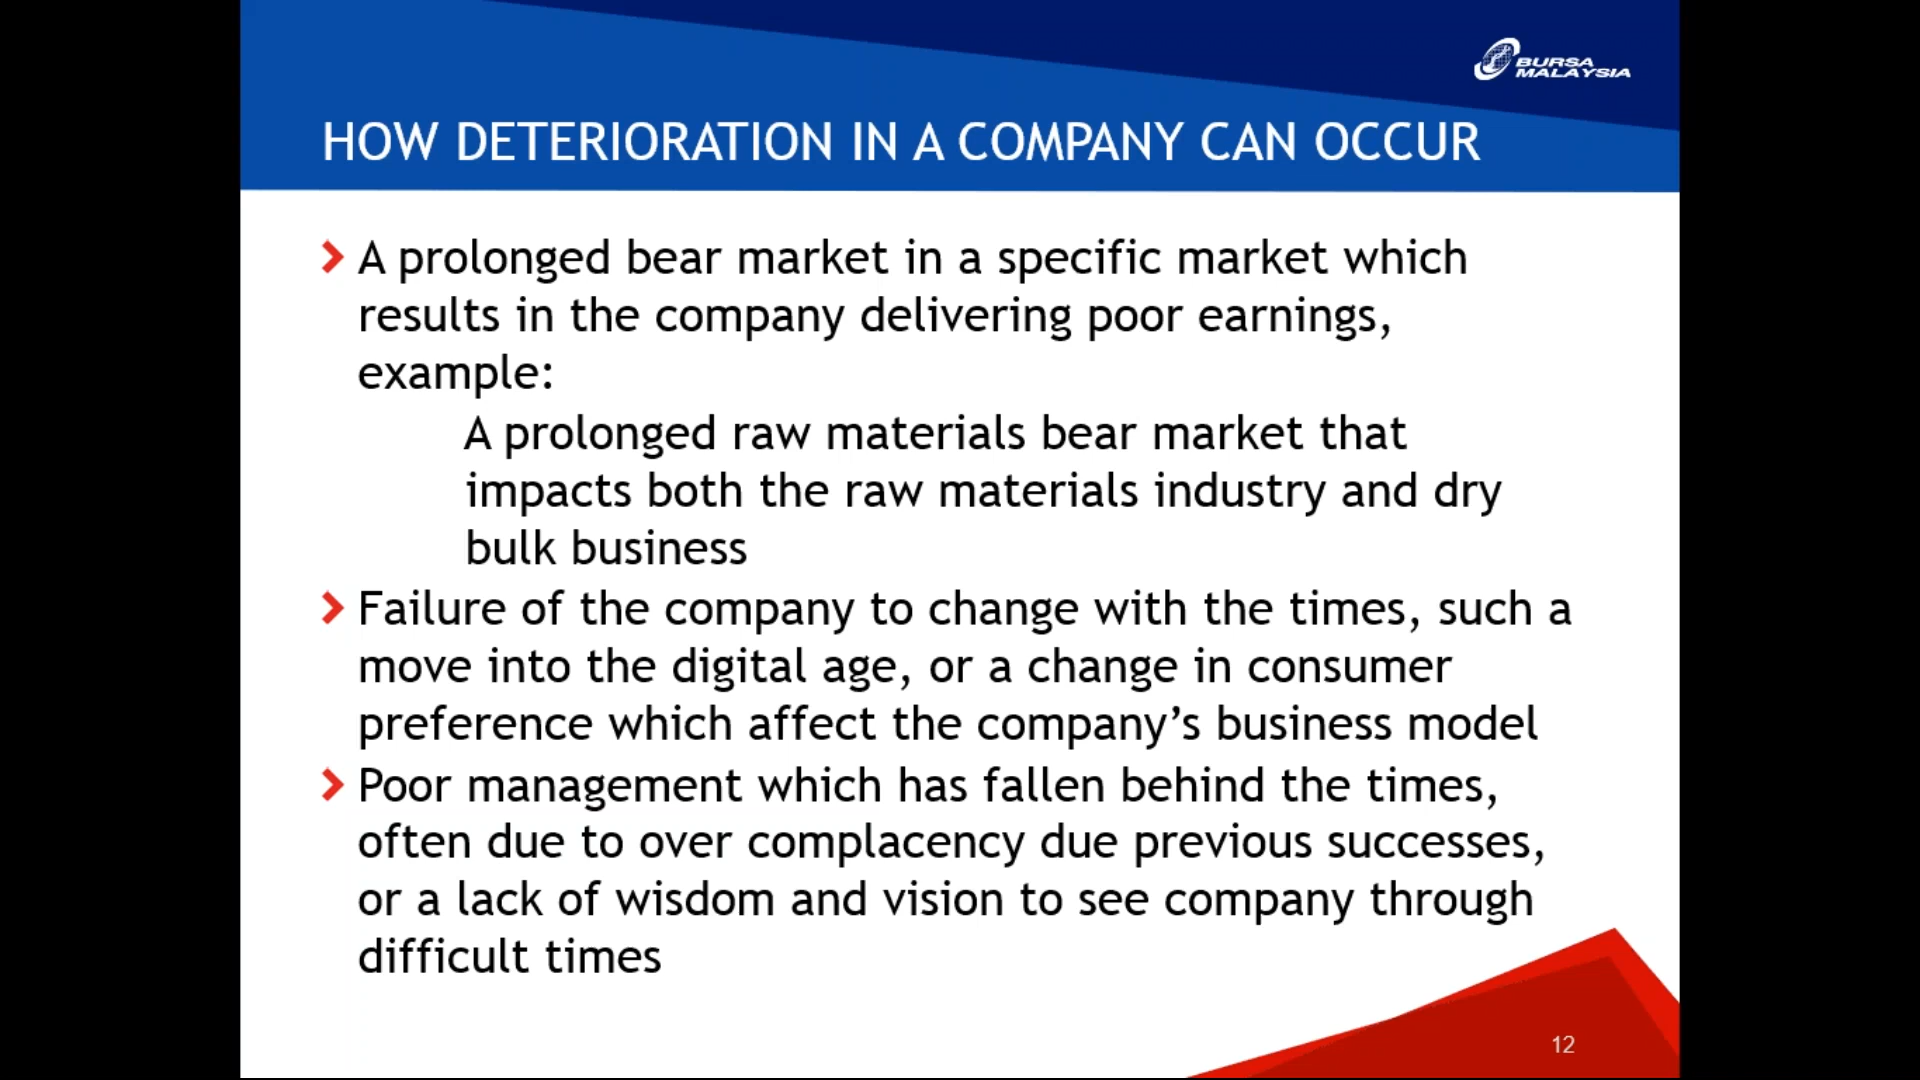 BURSA
MALAYSIA
HOW DETERIORATION IN A COMPANY CAN OCCUR
A prolonged bear market in a specific market which
results in the company delivering poor earnings,
example:
A prolonged raw materials bear market that
impacts both the raw materials industry and dry
bulk business
Failure of the company to change with the times, such a
move into the digital age, or a change in consumer
preference which affect the company’s business model
Poor management which has fallen behind the times,
often due to over complacency due previous successes,
or a lack of wisdom and vision to see company through
difficult times
12